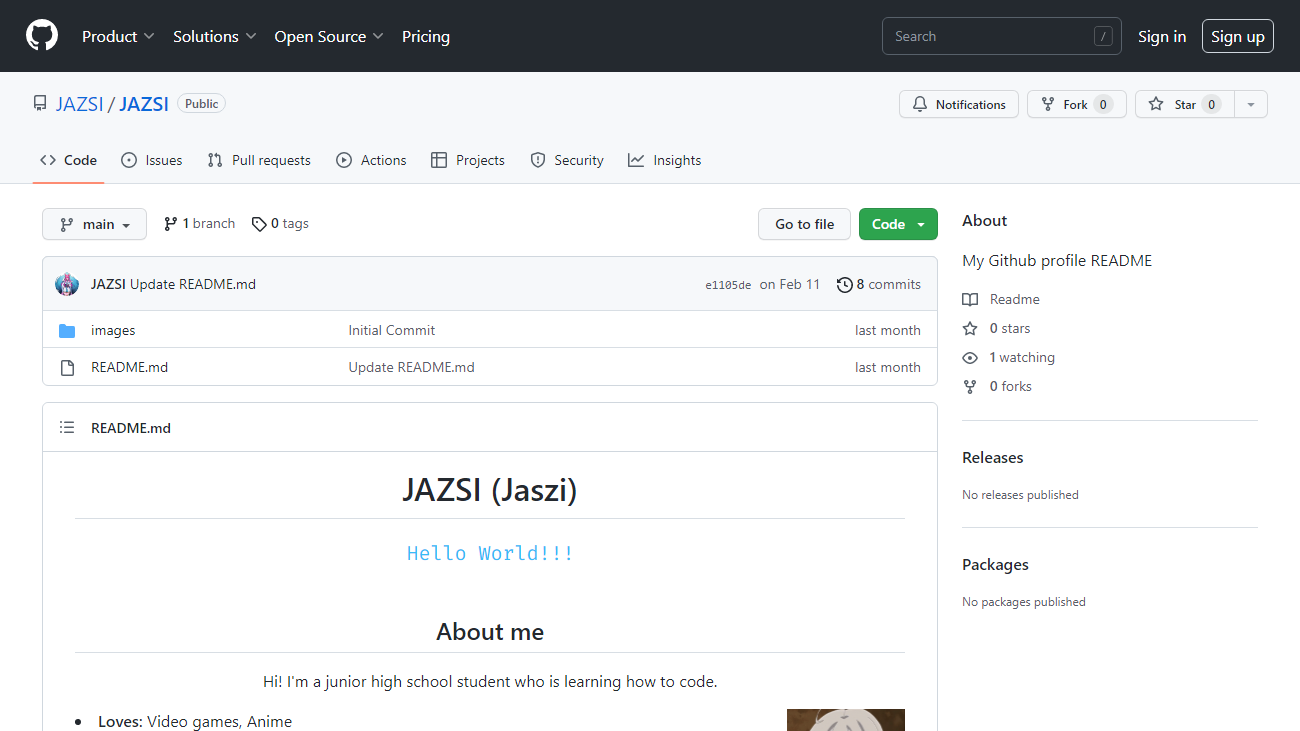 Product Solutions Open Source Pricing Search / Sign in Sign up
JAZSI / JAZSI Public Notifications Fork 0 Star 0
Code Issues Pull requests Actions Projects Security Insights
main 1 branch 0 tags Go to file Code
JAZSI Update README.md e1105de on Feb 11 8 commits
images Initial Commit last month
README.md Update README.md last month
README.md
JAZSI (Jaszi)
Hello World!!!
About me
Hi! I'm a junior high school student who is learning how to code.
Loves: Video games, Anime
About
My Github profile README
Readme
0 stars
1 watching
0 forks
Releases
No releases published
Packages
No packages published